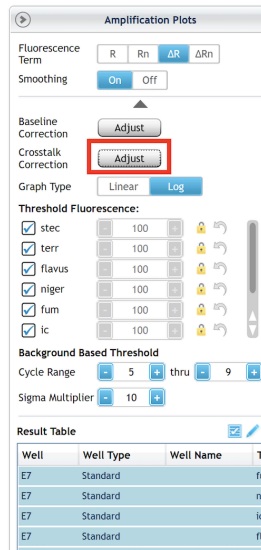 Amplification Plots
Fluorescence Term R Rn ΔR ΔRn
Smoothing On Off
Baseline Correction Adjust
Crosstalk Correction Adjust
Graph Type Linear Log
Threshold Fluorescence:
stec - 100 +
terr - 100 +
flavus - 100 +
niger - 100 +
fum - 100 +
ic - 100 +
Background Based Threshold
Cycle Range - 5 + thru - 9 +
Sigma Multiplier - 10 +
Result Table
Well Well Type Well Name T
E7 Standard fu
E7 Standard n
E7 Standard ic
E7 Standard fl